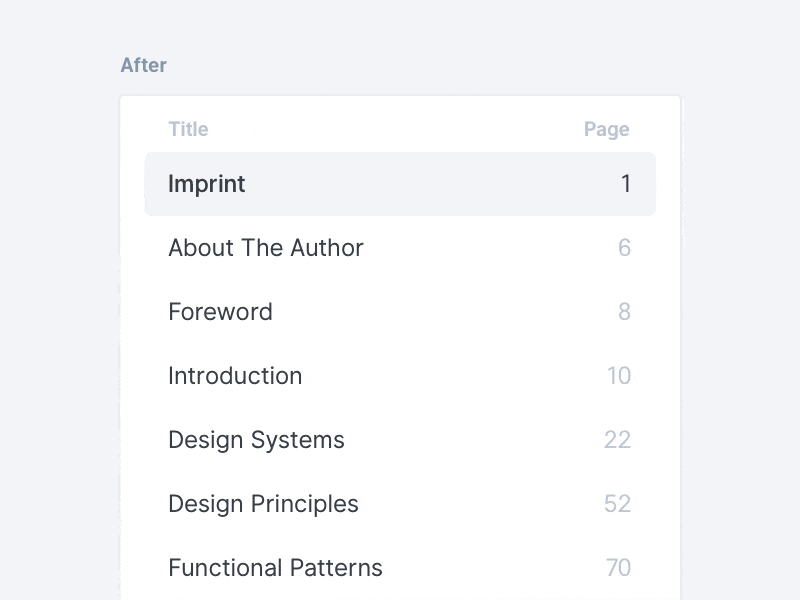 After
Title Page
Imprint 1
About The Author 6
Foreword 8
Introduction 10
Design Systems 22
Design Principles 52
Functional Patterns 70